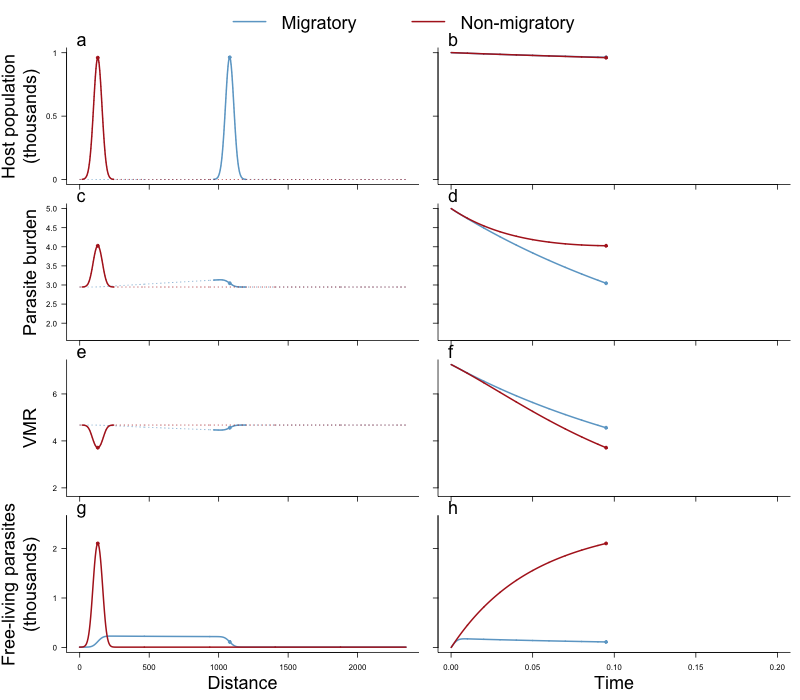 Migratory Non-migratory
a b
Host population
(thousands)
1
0.5
0
c d
Parasite burden
5.0
4.5
4.0
3.5
3.0
2.5
2.0
e f
VMR
6
4
2
g h
Free-living parasites
(thousands)
2
1
0
0 500 1000 1500 2000 0.00 0.05 0.10 0.15 0.20
Distance Time